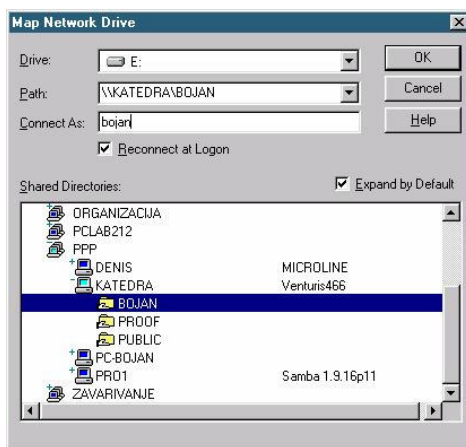 Map Network Drive
Drive: E: OK
Path: \\KATEDRA\BOJAN Cancel
Connect As: bojan Help
Reconnect at Logon
Shared Directories: Expand by Default
ORGANIZACIJA
PCLAB212
PPP
DENIS MICROLINE
KATEDRA Venturis466
BOJAN
PROOF
PUBLIC
PC-BOJAN
PRO1 Samba 1.9.16p11
ZAVARIVANJE